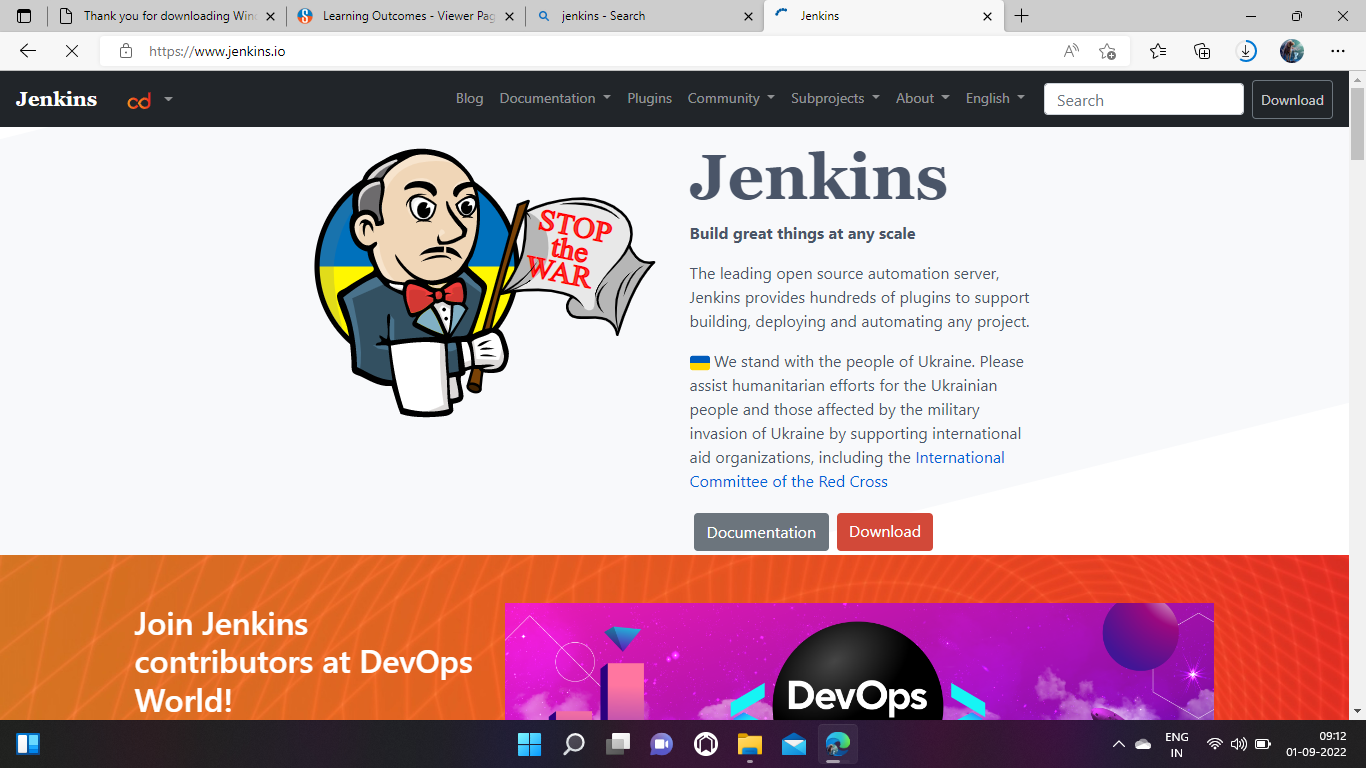 Thank you for downloading Win
Learning Outcomes - Viewer Pag
jenkins - Search
Jenkins
https://www.jenkins.io
Jenkins
cd
Blog
Documentation
Plugins
Community
Subprojects
About
English
Search
Download
STOP
the
WAR
Jenkins
Build great things at any scale
The leading open source automation server,
Jenkins provides hundreds of plugins to support
building, deploying and automating any project.
We stand with the people of Ukraine. Please
assist humanitarian efforts for the Ukrainian
people and those affected by the military
invasion of Ukraine by supporting international
aid organizations, including the International
Committee of the Red Cross
Documentation
Download
Join Jenkins
contributors at DevOps
World!
DevOps
ENG
IN
09:12
01-09-2022